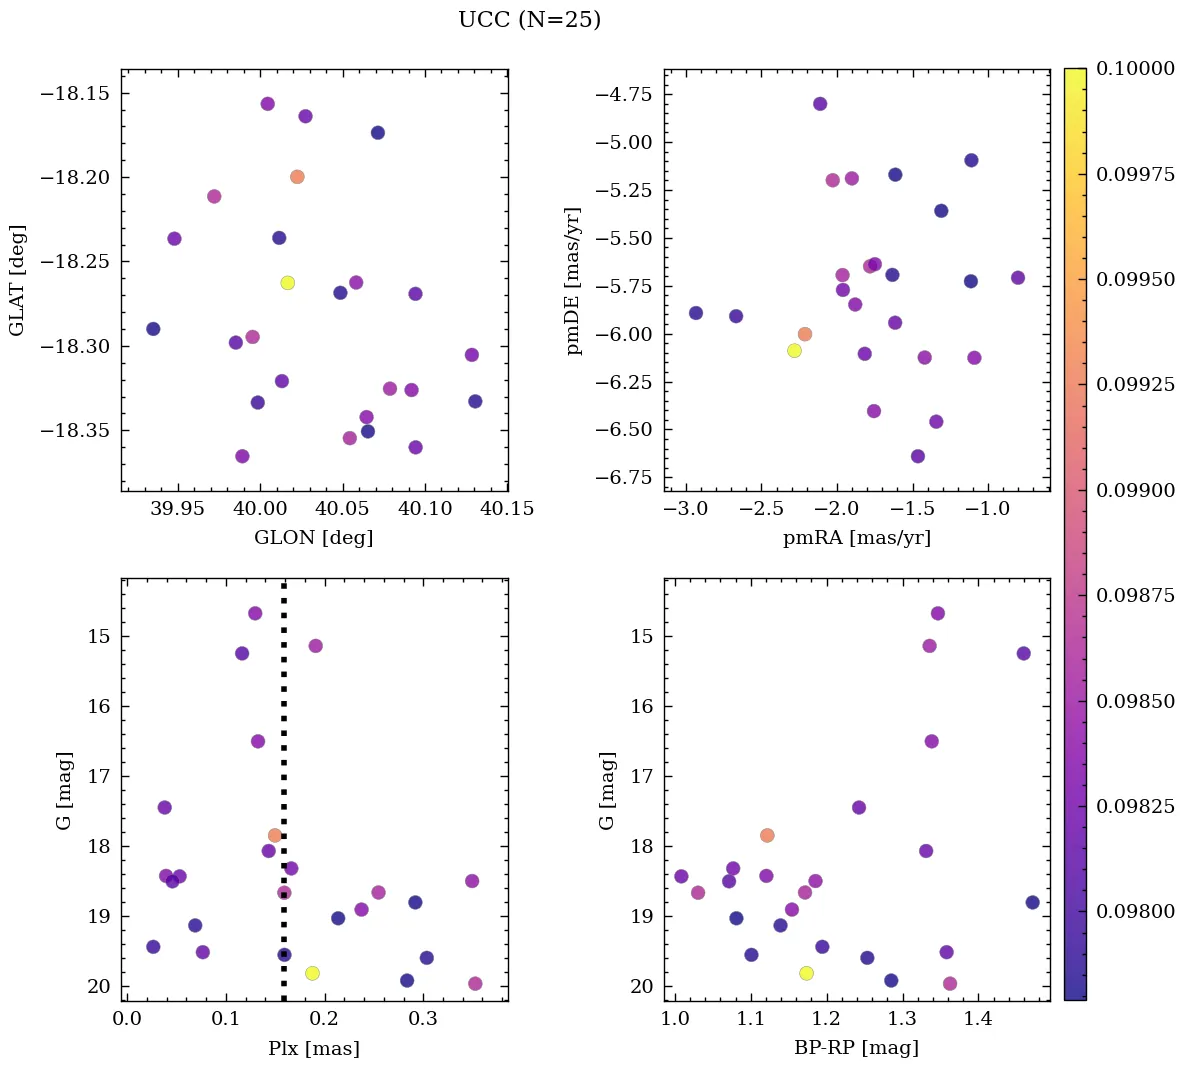 UCC (N=25)
−18.15
−18.20
−18.25
−18.30
−18.35
GLAT [deg]
39.95 40.00 40.05 40.10 40.15
GLON [deg]
−4.75
−5.00
−5.25
−5.50
−5.75
−6.00
−6.25
−6.50
−6.75
pmDE [mas/yr]
−3.0 −2.5 −2.0 −1.5 −1.0
pmRA [mas/yr]
15
16
17
18
19
20
G [mag]
0.0 0.1 0.2 0.3
Plx [mas]
15
16
17
18
19
20
G [mag]
1.0 1.1 1.2 1.3 1.4
BP-RP [mag]
0.10000
0.09975
0.09950
0.09925
0.09900
0.09875
0.09850
0.09825
0.09800